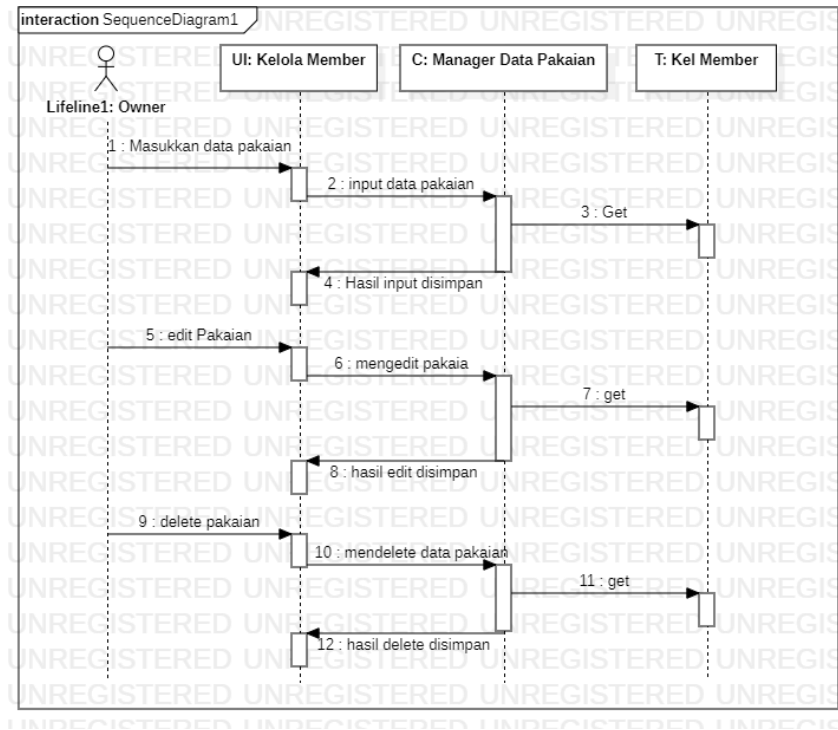 interaction SequenceDiagram1
UI: Kelola Member
C: Manager Data Pakaian
T: Kel Member
Lifeline1: Owner
1 : Masukkan data pakaian
2 : input data pakaian
3 : Get
4 : Hasil input disimpan
5 : edit Pakaian
6 : mengedit pakaia
7 : get
8 : hasil edit disimpan
9 : delete pakaian
10 : mendelete data pakaian
11 : get
12 : hasil delete disimpan
UNREGISTERED